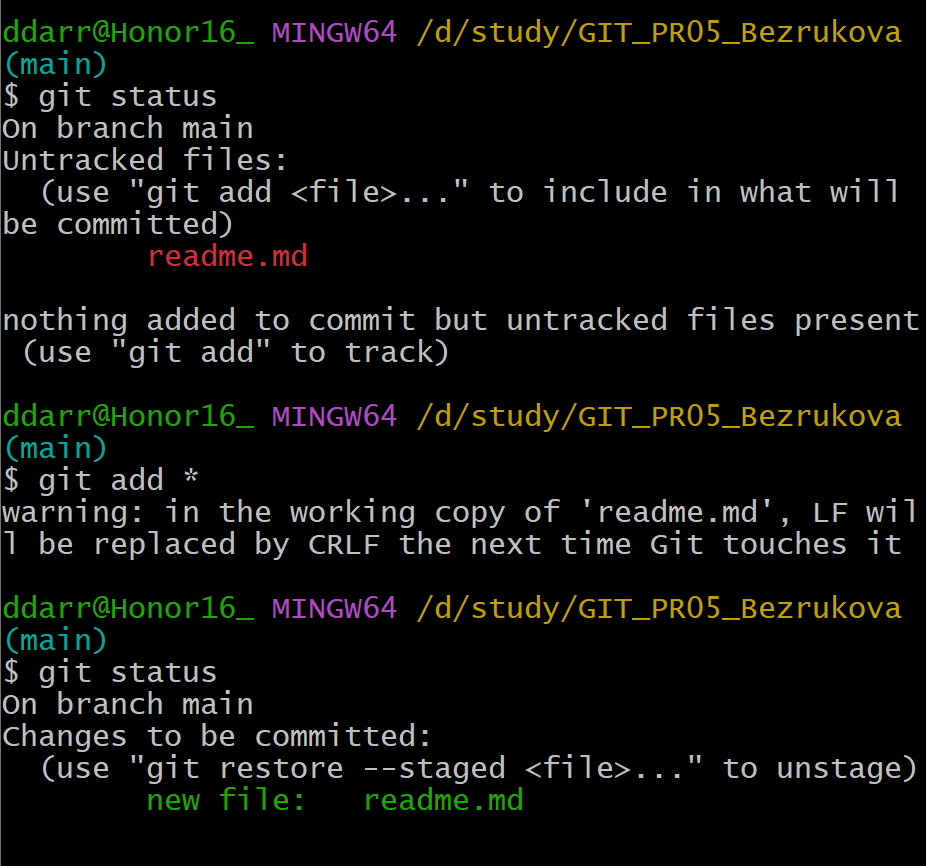 ddarr@Honor16_ MINGW64 /d/study/GIT_PR05_Bezrukova
(main)
$ git status
On branch main
Untracked files:
  (use "git add <file>..." to include in what will
be committed)
        readme.md

nothing added to commit but untracked files present
 (use "git add" to track)

ddarr@Honor16_ MINGW64 /d/study/GIT_PR05_Bezrukova
(main)
$ git add *
warning: in the working copy of 'readme.md', LF wil
l be replaced by CRLF the next time Git touches it

ddarr@Honor16_ MINGW64 /d/study/GIT_PR05_Bezrukova
(main)
$ git status
On branch main
Changes to be committed:
  (use "git restore --staged <file>..." to unstage)
        new file:   readme.md